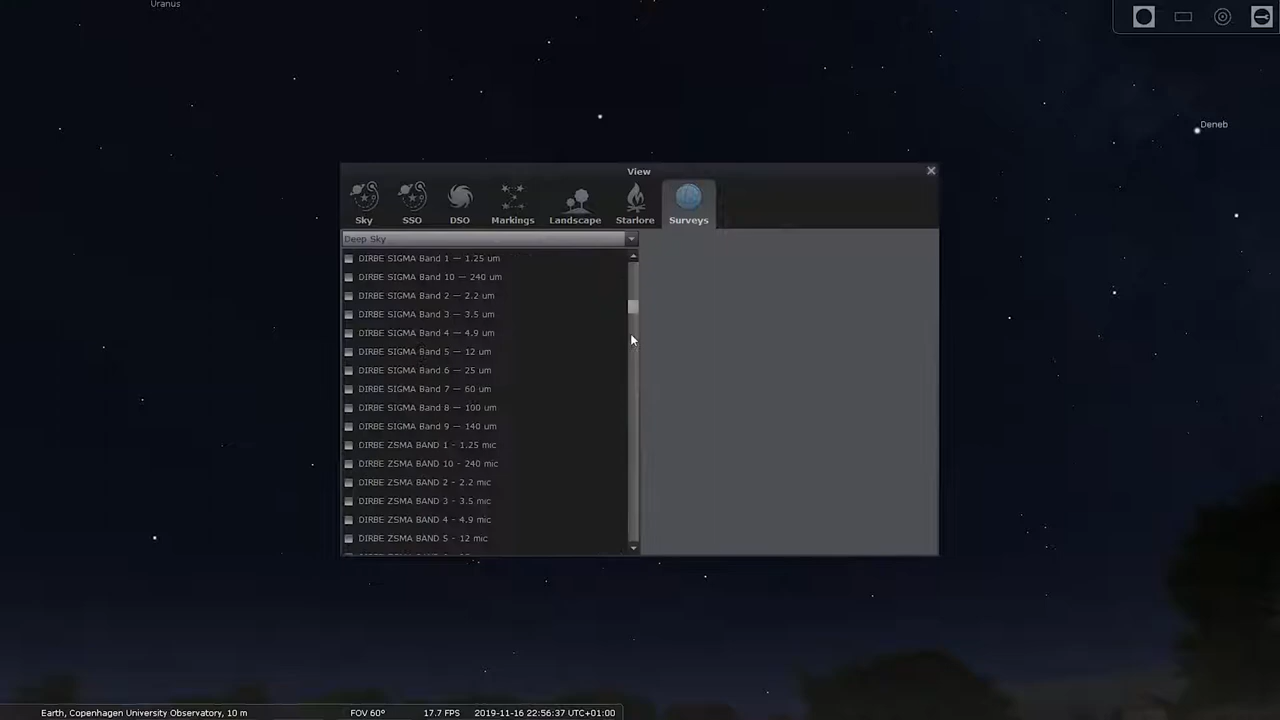 Uranus
Deneb
View
Sky SSO DSO Markings Landscape Starlore Surveys
Deep Sky
DIRBE SIGMA Band 1 — 1.25 um
DIRBE SIGMA Band 10 — 240 um
DIRBE SIGMA Band 2 — 2.2 um
DIRBE SIGMA Band 3 — 3.5 um
DIRBE SIGMA Band 4 — 4.9 um
DIRBE SIGMA Band 5 — 12 um
DIRBE SIGMA Band 6 — 25 um
DIRBE SIGMA Band 7 — 60 um
DIRBE SIGMA Band 8 — 100 um
DIRBE SIGMA Band 9 — 140 um
DIRBE ZSMA BAND 1 - 1.25 mic
DIRBE ZSMA BAND 10 - 240 mic
DIRBE ZSMA BAND 2 - 2.2 mic
DIRBE ZSMA BAND 3 - 3.5 mic
DIRBE ZSMA BAND 4 - 4.9 mic
DIRBE ZSMA BAND 5 - 12 mic
Earth, Copenhagen University Observatory, 10 m FOV 60° 17.7 FPS 2019-11-16 22:56:37 UTC+01:00